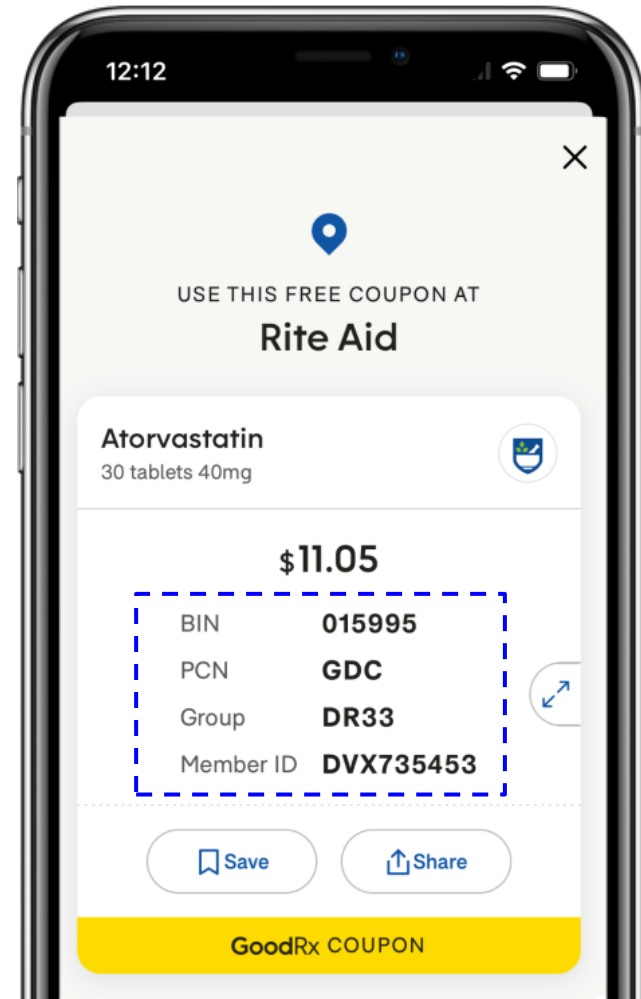 12:12
USE THIS FREE COUPON AT
Rite Aid
Atorvastatin
30 tablets 40mg
$11.05
BIN 015995
PCN GDC
Group DR33
Member ID DVX735453
Save Share
GoodRx COUPON